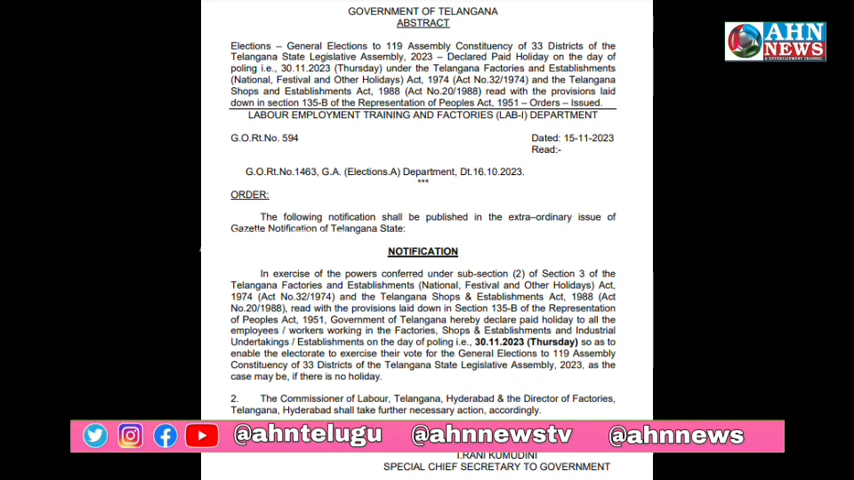 GOVERNMENT OF TELANGANA
ABSTRACT
Elections – General Elections to 119 Assembly Constituency of 33 Districts of the
Telangana State Legislative Assembly, 2023 – Declared Paid Holiday on the day of
poling i.e., 30.11.2023 (Thursday) under the Telangana Factories and Establishments
(National, Festival and Other Holidays) Act, 1974 (Act No.32/1974) and the Telangana
Shops and Establishments Act, 1988 (Act No.20/1988) read with the provisions laid
down in section 135-B of the Representation of Peoples Act, 1951 – Orders – Issued.
LABOUR EMPLOYMENT TRAINING AND FACTORIES (LAB-I) DEPARTMENT
G.O.Rt.No. 594 Dated: 15-11-2023
Read:-
G.O.Rt.No.1463, G.A. (Elections.A) Department, Dt.16.10.2023.
***
ORDER:
The following notification shall be published in the extra–ordinary issue of
Gazette Notification of Telangana State:
NOTIFICATION
In exercise of the powers conferred under sub-section (2) of Section 3 of the
Telangana Factories and Establishments (National, Festival and Other Holidays) Act,
1974 (Act No.32/1974) and the Telangana Shops & Establishments Act, 1988 (Act
No.20/1988), read with the provisions laid down in Section 135-B of the Representation
of Peoples Act, 1951, Government of Telangana hereby declare paid holiday to all the
employees / workers working in the Factories, Shops & Establishments and Industrial
Undertakings / Establishments on the day of poling i.e., 30.11.2023 (Thursday) so as to
enable the electorate to exercise their vote for the General Elections to 119 Assembly
Constituency of 33 Districts of the Telangana State Legislative Assembly, 2023, as the
case may be, if there is no holiday.
2. The Commissioner of Labour, Telangana, Hyderabad & the Director of Factories,
Telangana, Hyderabad shall take further necessary action, accordingly.
I.RANI KUMUDINI
SPECIAL CHIEF SECRETARY TO GOVERNMENT
AHN
NEWS
& ENTERTAINMENT CHANNEL
@ahntelugu @ahnnewstv @ahnnews